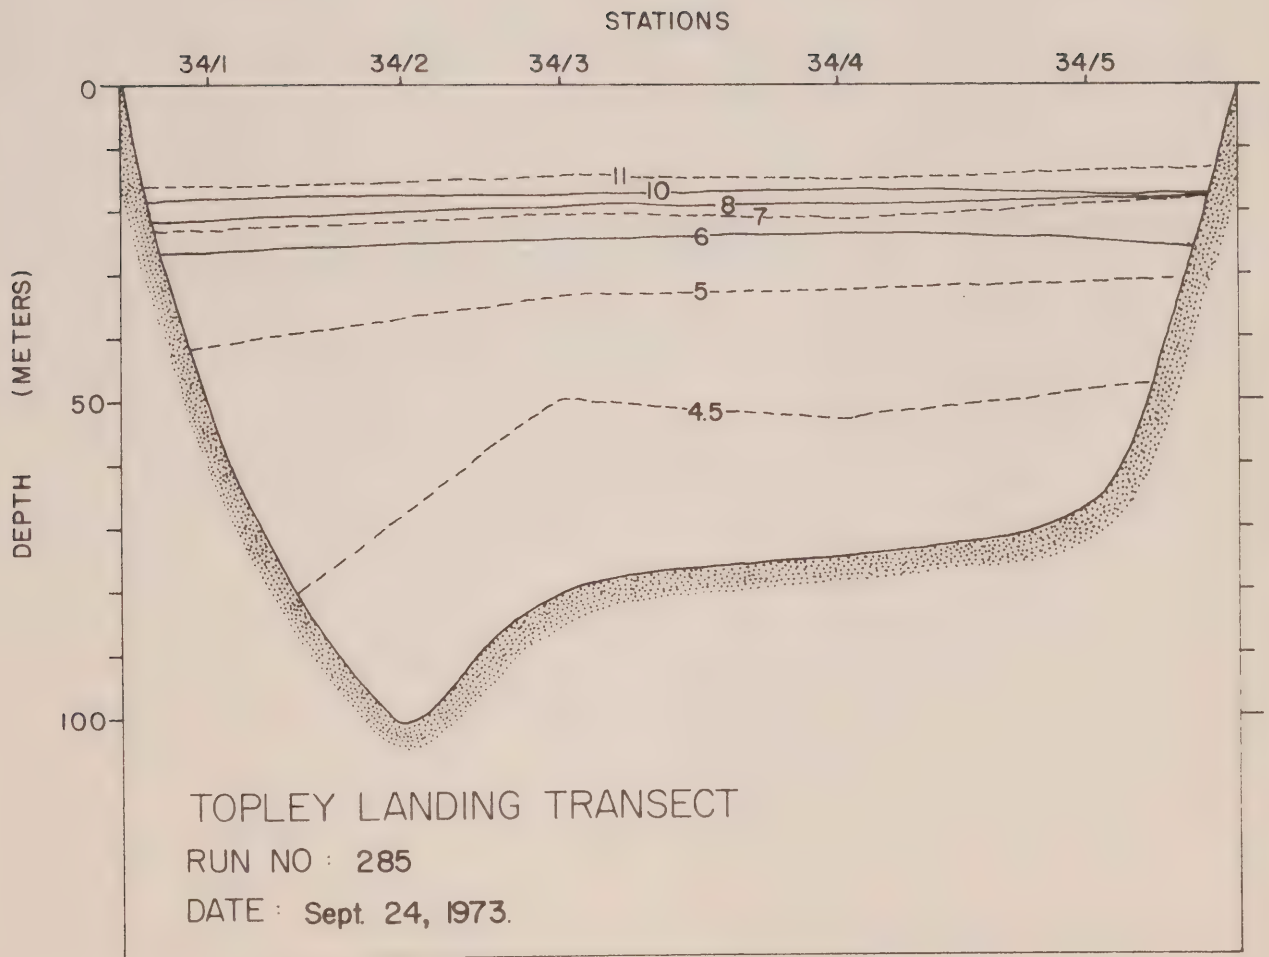 STATIONS
34/1 34/2 34/3 34/4 34/5
0
11
10
8
7
6
5
50
4.5
100
DEPTH (METERS)
TOPLEY LANDING TRANSECT
RUN NO : 285
DATE : Sept. 24, 1973.